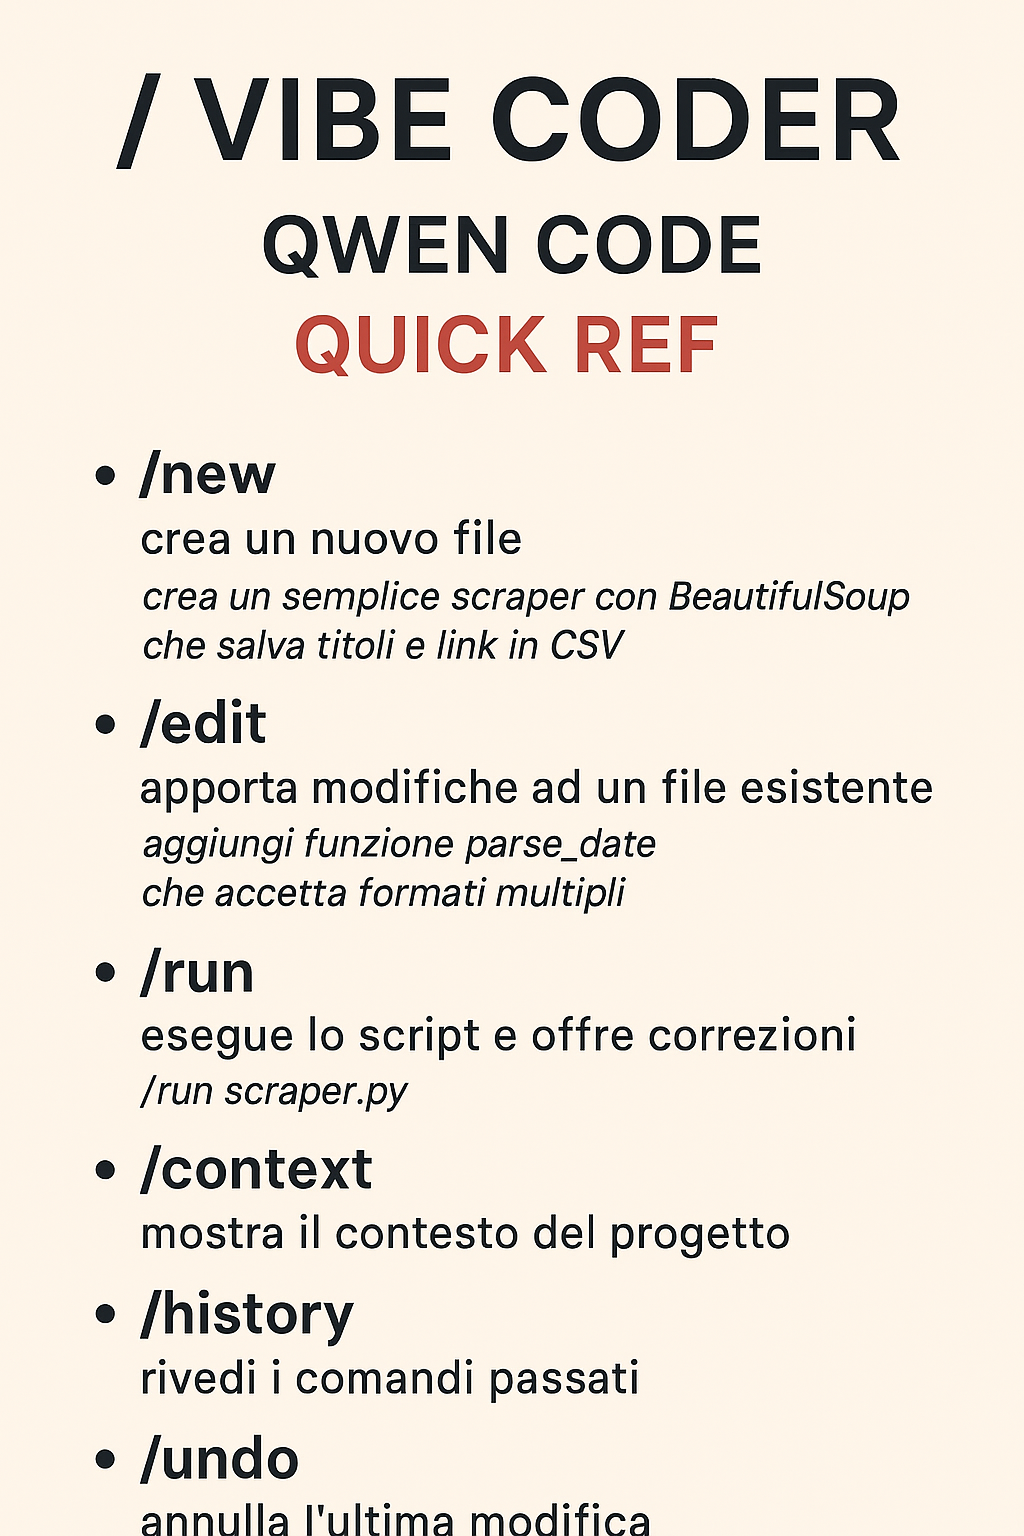 / VIBE CODER
QWEN CODE
QUICK REF
• /new
crea un nuovo file
crea un semplice scraper con BeautifulSoup
che salva titoli e link in CSV
• /edit
apporta modifiche ad un file esistente
aggiungi funzione parse_date
che accetta formati multipli
• /run
esegue lo script e offre correzioni
/run scraper.py
• /context
mostra il contesto del progetto
• /history
rivedi i comandi passati
• /undo
annulla l'ultima modifica